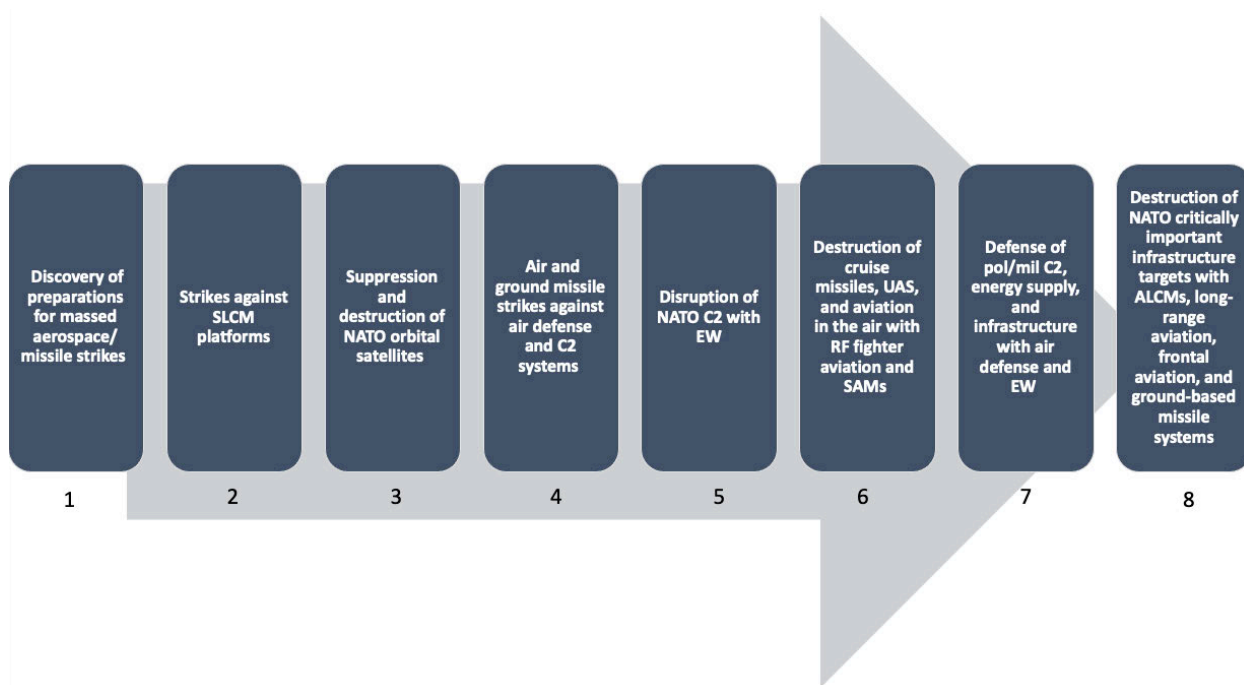 Discovery of
preparations
for massed
aerospace/
missile strikes
1
Strikes against
SLCM
platforms
2
Suppression
and
destruction of
NATO orbital
satellites
3
Air and
ground missile
strikes against
air defense
and C2
systems
4
Disruption of
NATO C2 with
EW
5
Destruction of
cruise
missiles, UAS,
and aviation
in the air with
RF fighter
aviation and
SAMs
6
Defense of
pol/mil C2,
energy supply,
and
infrastructure
with air
defense and
EW
7
Destruction of
NATO critically
important
infrastructure
targets with
ALCMs, long-
range
aviation,
frontal
aviation, and
ground-based
missile
systems
8